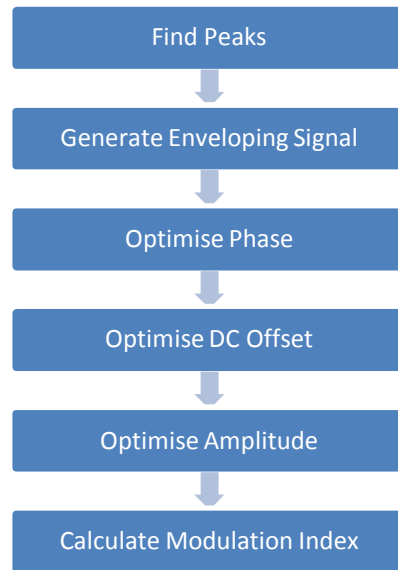 Find Peaks
Generate Enveloping Signal
Optimise Phase
Optimise DC Offset
Optimise Amplitude
Calculate Modulation Index